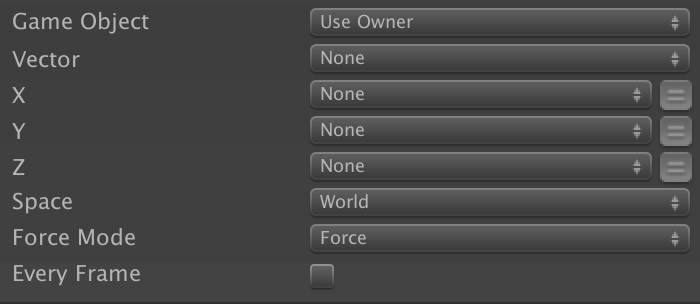 Game Object Use Owner
Vector None
X None
Y None
Z None
Space World
Force Mode Force
Every Frame